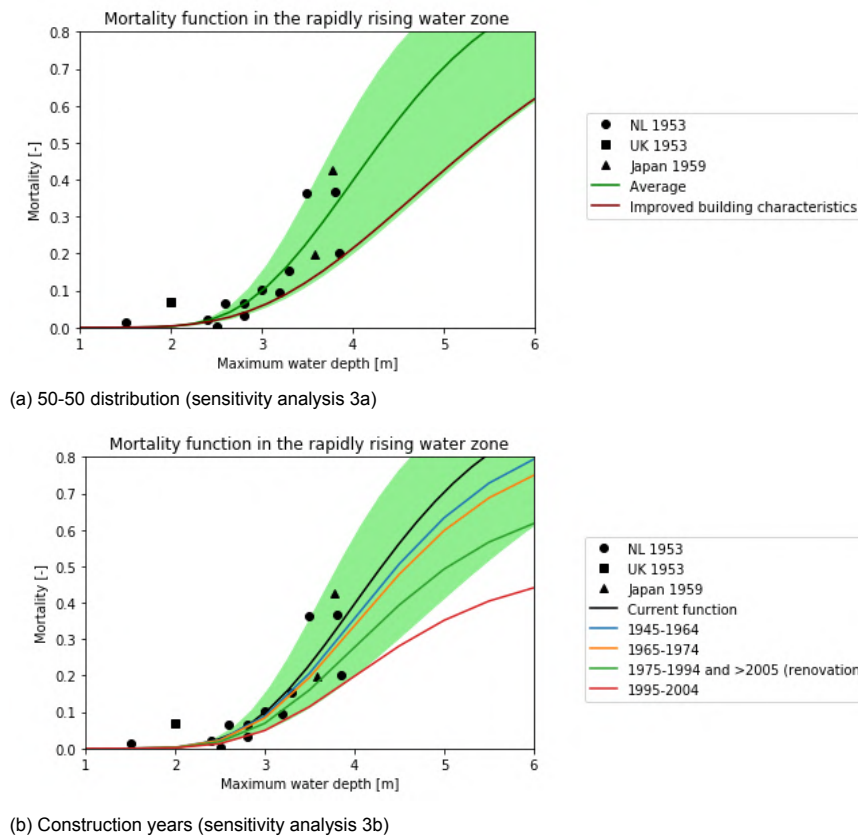 Mortality function in the rapidly rising water zone
0.8
0.7
0.6
0.5
0.4
0.3
0.2
0.1
0.0
Mortality [-]
1 2 3 4 5 6
Maximum water depth [m]
NL 1953
UK 1953
Japan 1959
Average
Improved building characteristics
(a) 50-50 distribution (sensitivity analysis 3a)
Mortality function in the rapidly rising water zone
0.8
0.7
0.6
0.5
0.4
0.3
0.2
0.1
0.0
Mortality [-]
1 2 3 4 5 6
Maximum water depth [m]
NL 1953
UK 1953
Japan 1959
Current function
1945-1964
1965-1974
1975-1994 and >2005 (renovation
1995-2004
(b) Construction years (sensitivity analysis 3b)